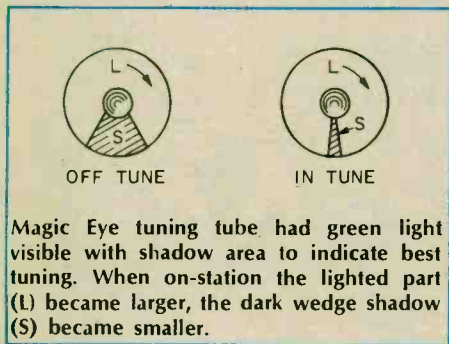 L
S
OFF TUNE
L
S
IN TUNE
Magic Eye tuning tube had green light
visible with shadow area to indicate best
tuning. When on-station the lighted part
(L) became larger, the dark wedge shadow
(S) became smaller.